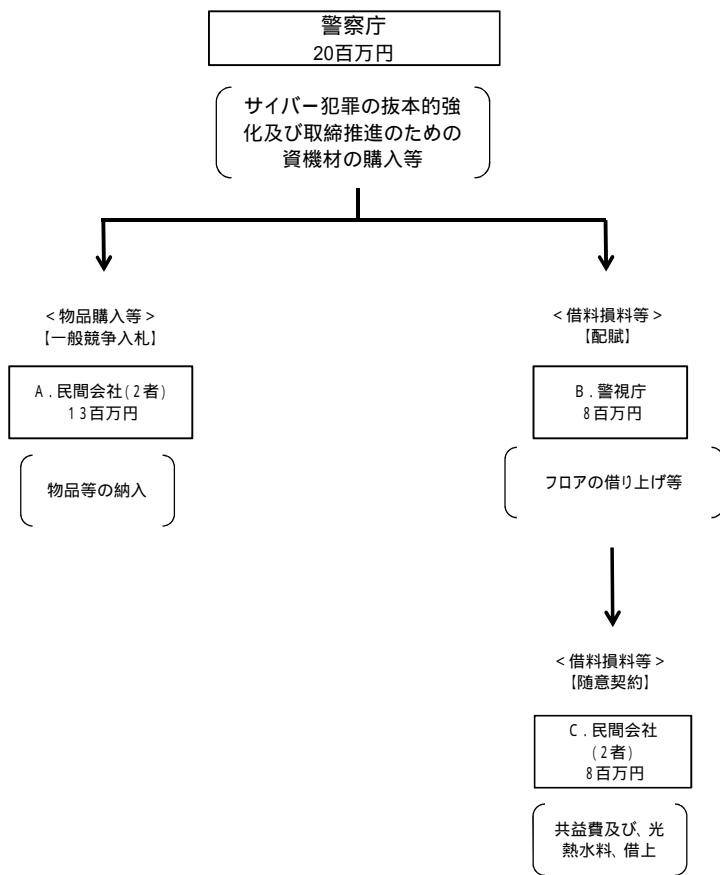 警察庁
20百万円
サイバー犯罪の抜本的強
化及び取締推進のための
資機材の購入等
<物品購入等>
【一般競争入札】
A．民間会社(2者)
13百万円
物品等の納入
<借料損料等>
【配賦】
B．警視庁
8百万円
フロアの借り上げ等
<借料損料等>
【随意契約】
C．民間会社
(2者)
8百万円
共益費及び、光
熱水料、借上